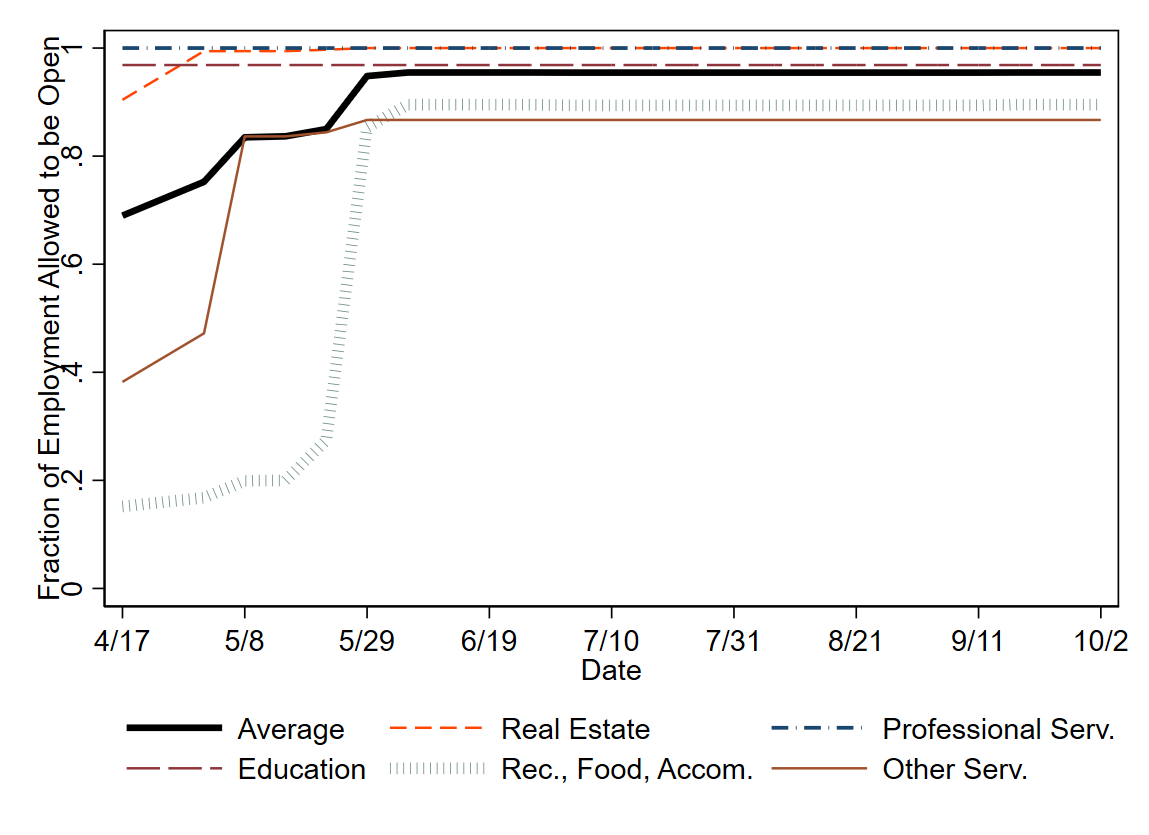 Fraction of Employment Allowed to be Open
1
.8
.6
.4
.2
0
4/17 5/8 5/29 6/19 7/10 7/31 8/21 9/11 10/2
Date
Average Real Estate Professional Serv.
Education Rec., Food, Accom. Other Serv.